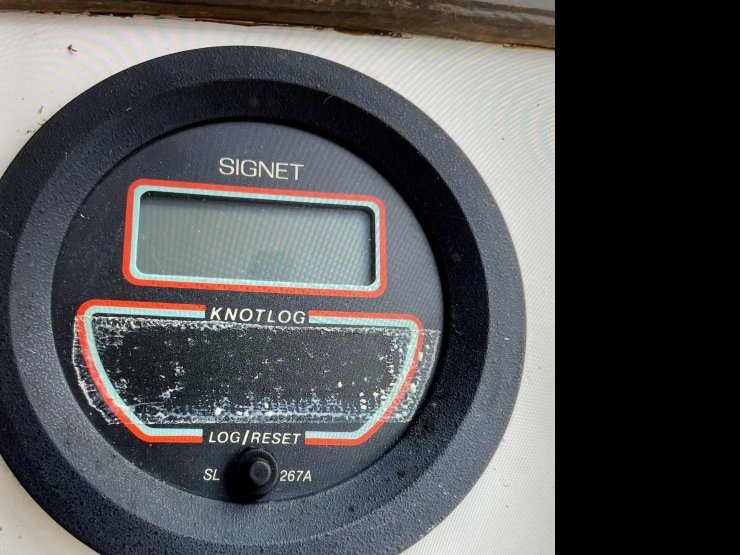 SIGNET
KNOTLOG
LOG/RESET
SL 267A